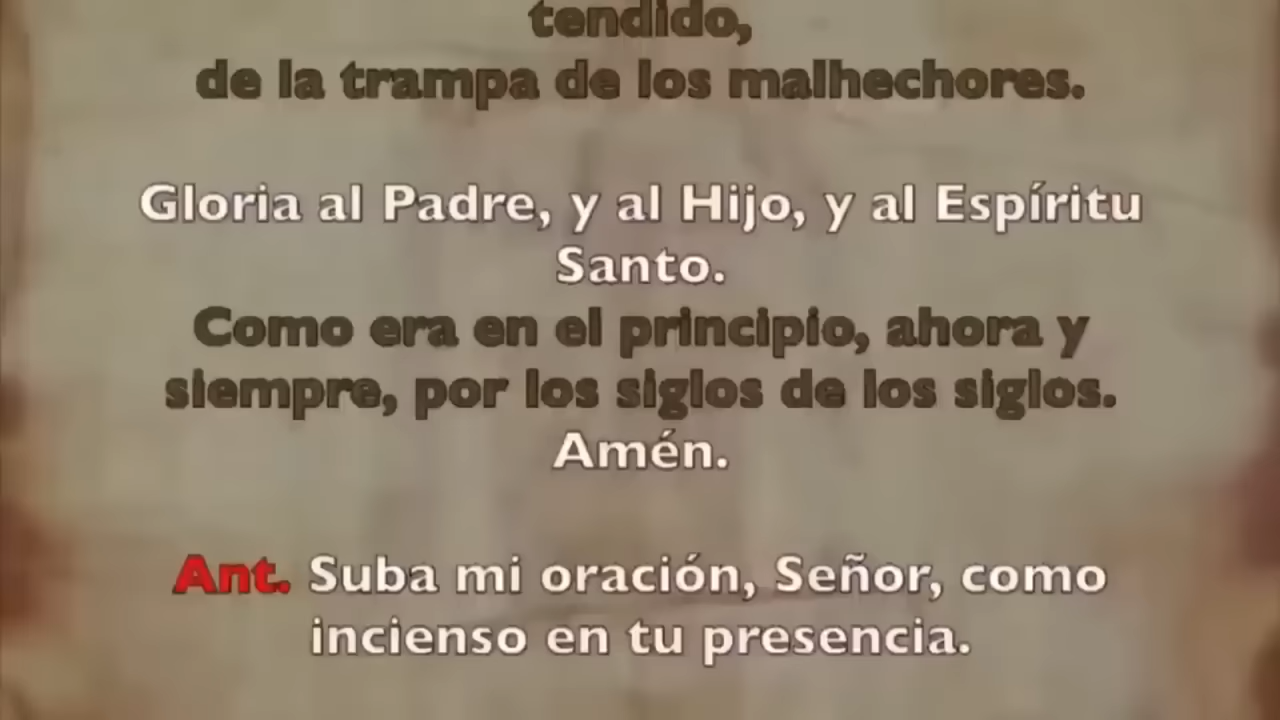 tendido,
de la trampa de los malhechores.
Gloria al Padre, y al Hijo, y al Espíritu
Santo.
Como era en el principio, ahora y
siempre, por los siglos de los siglos.
Amén.
Ant. Suba mi oración, Señor, como
incienso en tu presencia.